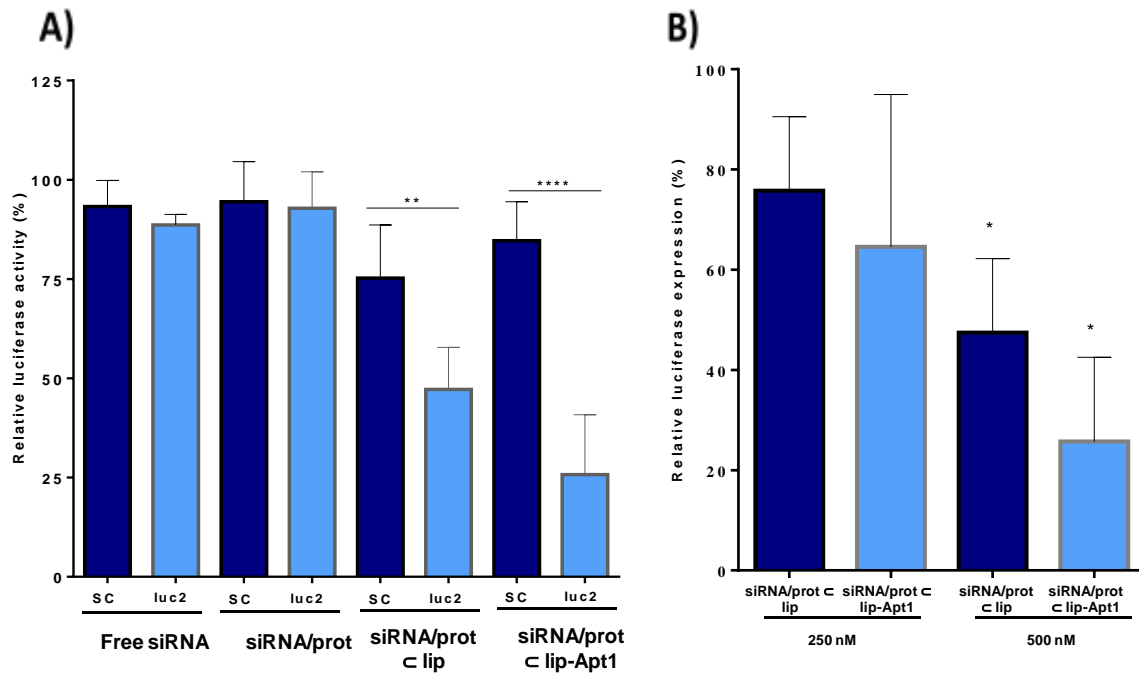 A)
Relative luciferase activity (%)
125
100
75
50
25
0
**
****
SC
luc2
SC
luc2
SC
luc2
SC
luc2
Free siRNA
siRNA/prot
siRNA/prot
⊂ lip
siRNA/prot
⊂ lip-Apt1
B)
Relative luciferase expression (%)
100
80
60
40
20
0
*
*
siRNA/prot ⊂
lip
siRNA/prot ⊂
lip-Apt1
siRNA/prot
⊂ lip
siRNA/prot
⊂ lip-Apt1
250 nM
500 nM